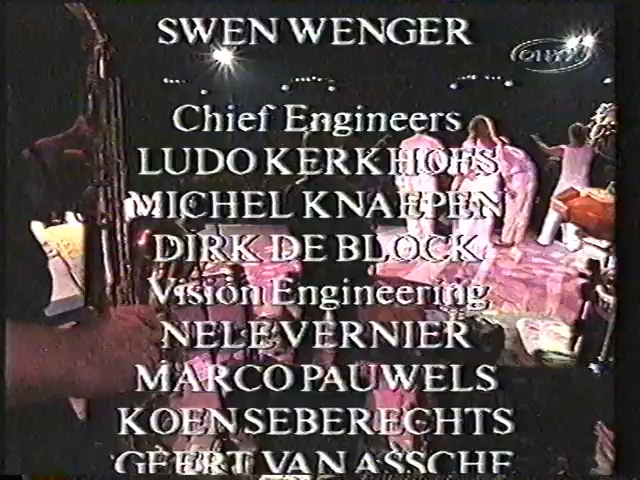 SWEN WENGER
ONYX
Chief Engineers
LUDO KERKHOFS
MICHEL KNAEPEN
DIRK DE BLOCK
Vision Engineering
NELE VERNIER
MARCO PAUWELS
KOEN SEBERECHTS
GEERT VAN ASSCHE